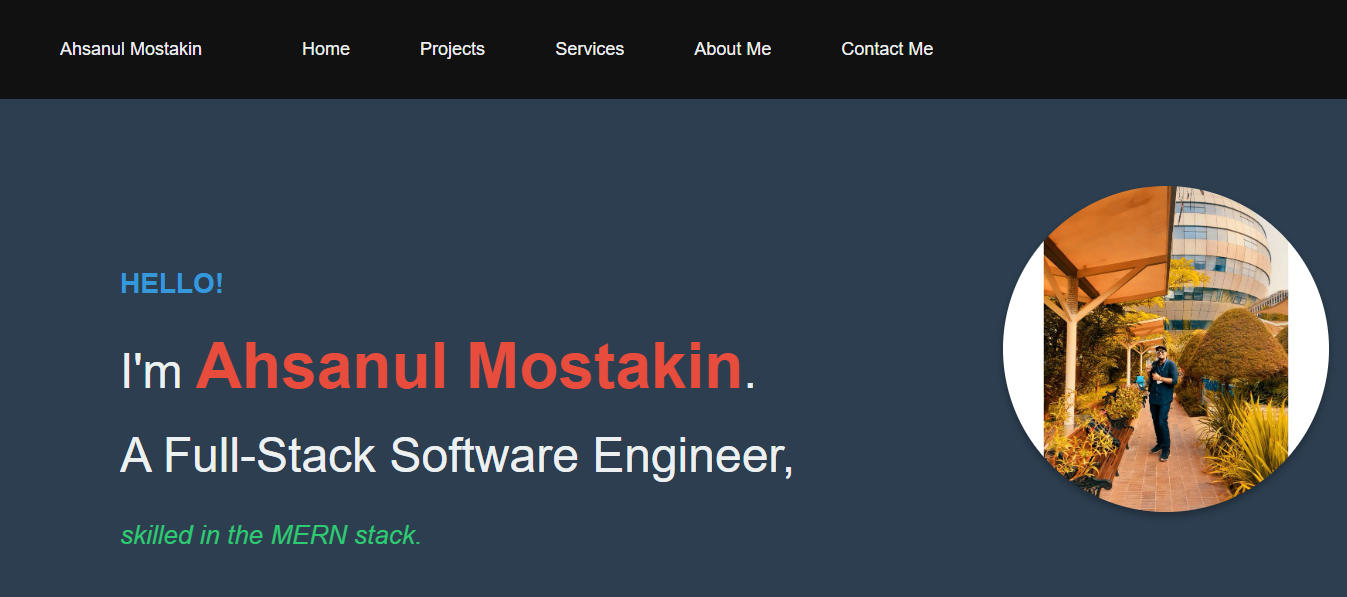 Ahsanul Mostakin Home Projects Services About Me Contact Me
HELLO!
I'm Ahsanul Mostakin.
A Full-Stack Software Engineer,
skilled in the MERN stack.